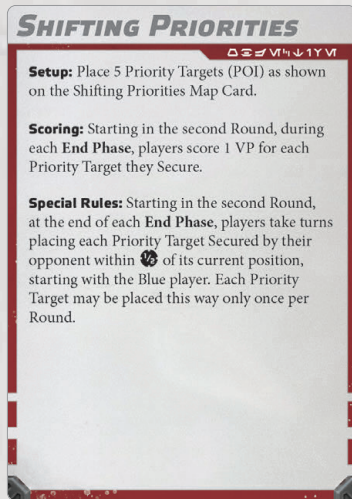 SHIFTING PRIORITIES
Setup: Place 5 Priority Targets (POI) as shown
on the Shifting Priorities Map Card.
Scoring: Starting in the second Round, during
each End Phase, players score 1 VP for each
Priority Target they Secure.
Special Rules: Starting in the second Round,
at the end of each End Phase, players take turns
placing each Priority Target Secured by their
opponent within ½ of its current position,
starting with the Blue player. Each Priority
Target may be placed this way only once per
Round.